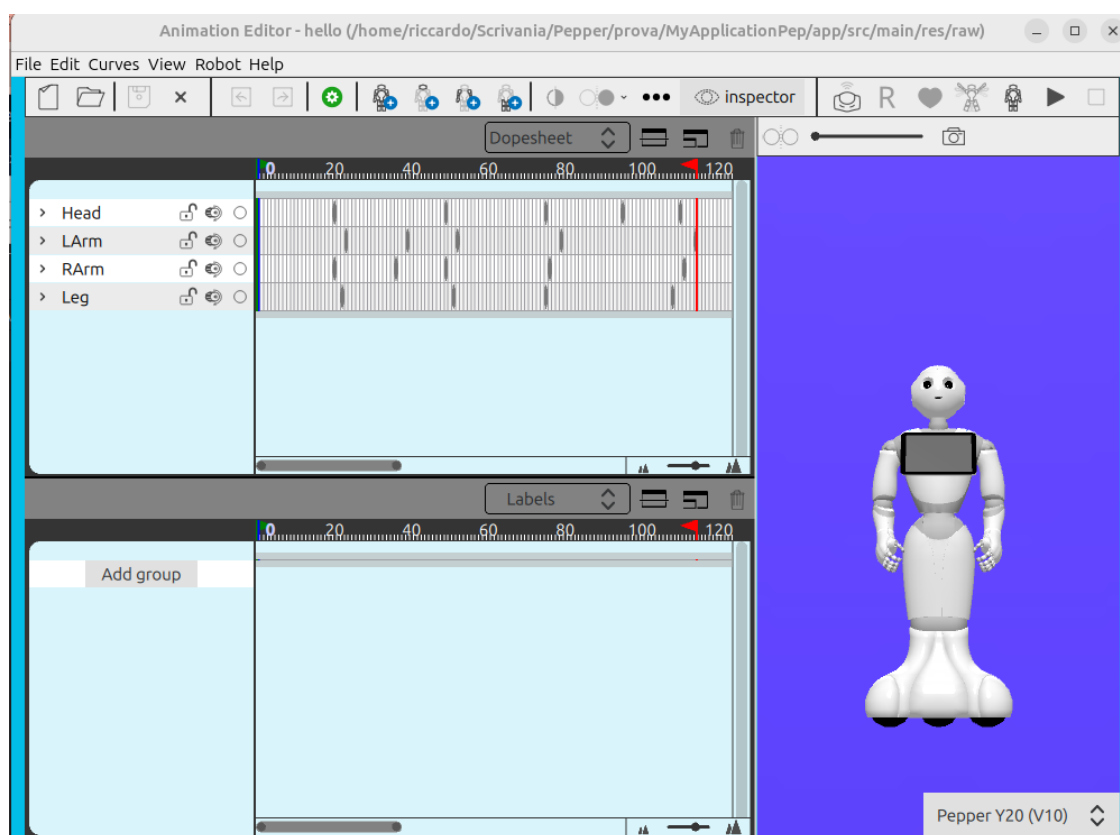 Animation Editor - hello (/home/riccardo/Scrivania/Pepper/prova/MyApplicationPep/app/src/main/res/raw)
File Edit Curves View Robot Help
inspector
R
Dopesheet
0 20 40 60 80 100 120
Head
LArm
RArm
Leg
Labels
0 20 40 60 80 100 120
Add group
Pepper Y20 (V10)